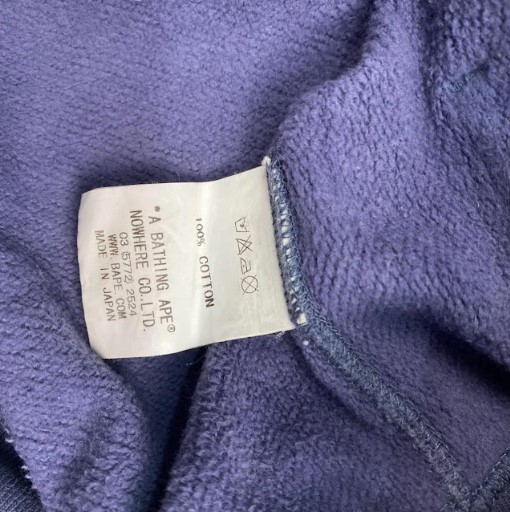 100% COTTON
* A BATHING APE®
NOWHERE CO.LTD.
03 (5772) 2524
WWW.BAPE.COM
MADE IN JAPAN